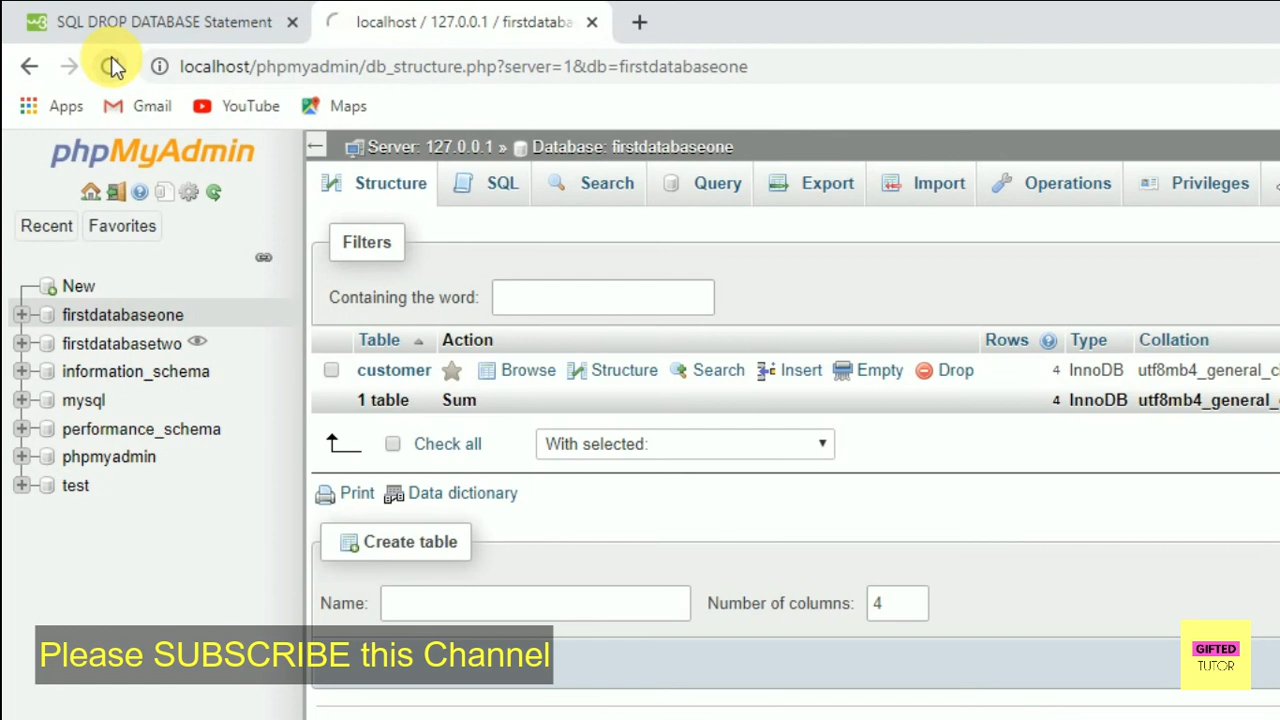 SQL DROP DATABASE Statement
localhost / 127.0.0.1 / firstdataba
localhost/phpmyadmin/db_structure.php?server=1&db=firstdatabaseone
Apps Gmail YouTube Maps
phpMyAdmin
Recent Favorites
New
firstdatabaseone
firstdatabasetwo
information_schema
mysql
performance_schema
phpmyadmin
test
Server: 127.0.0.1 » Database: firstdatabaseone
Structure SQL Search Query Export Import Operations Privileges
Filters
Containing the word:
Table Action Rows Type Collation
customer Browse Structure Search Insert Empty Drop 4 InnoDB utf8mb4_general_c
1 table Sum 4 InnoDB utf8mb4_general_
Check all With selected:
Print Data dictionary
Create table
Name: Number of columns: 4
Please SUBSCRIBE this Channel
GIFTED
TUTOR